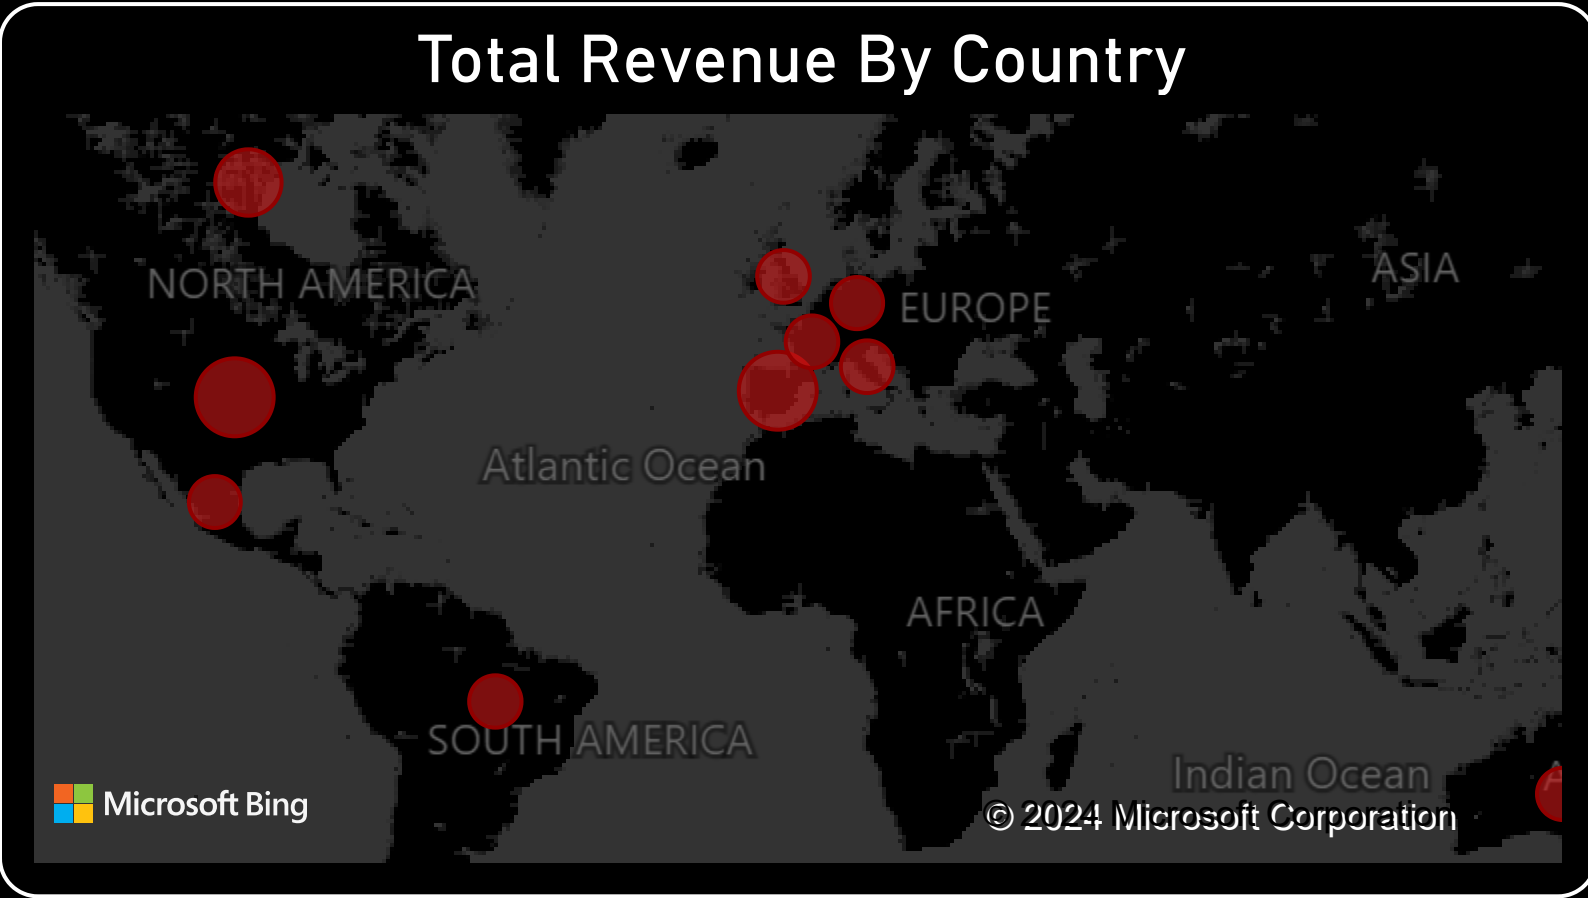 Total Revenue By Country
NORTH AMERICA
EUROPE
ASIA
Atlantic Ocean
AFRICA
SOUTH AMERICA
Indian Ocean
A
Microsoft Bing
© 2024 Microsoft Corporation